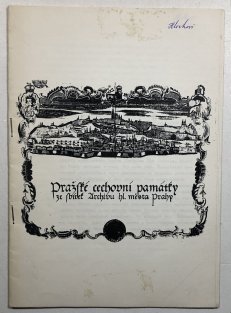 Pražské cechovní památky
ze sbírek Archivu hl. města Prahy